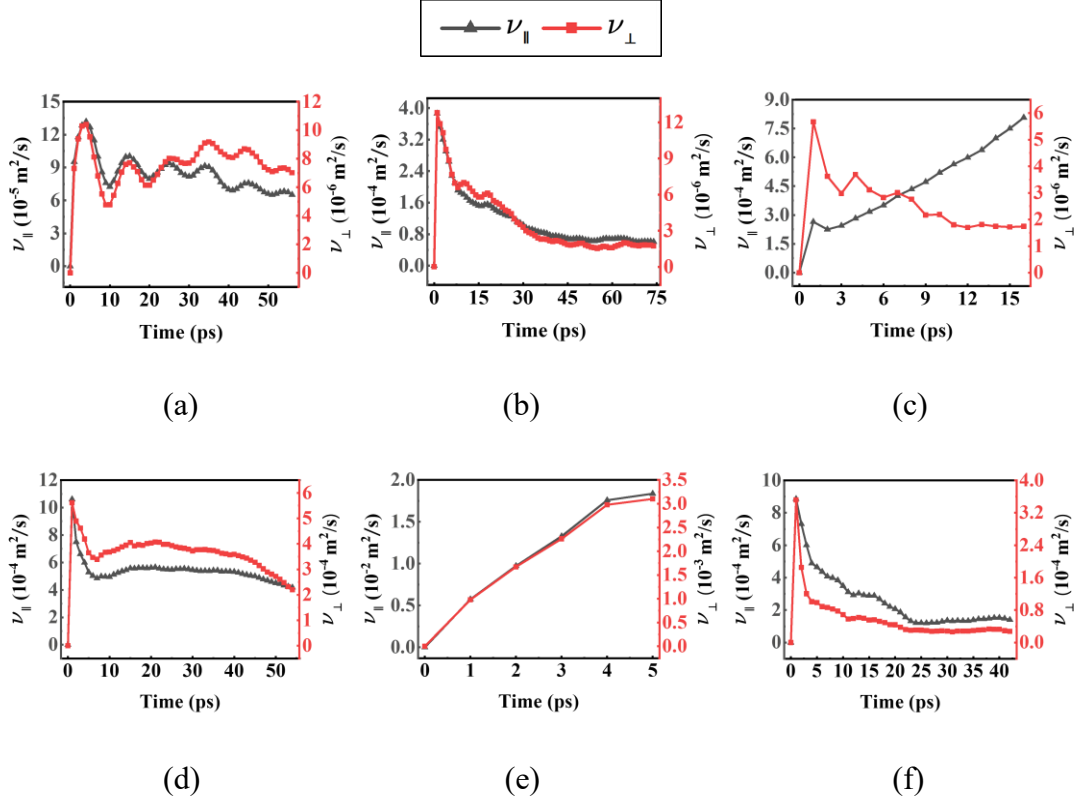 ν∥ ν⊥
15
12
9
6
3
0
ν∥ (10⁻⁵ m²/s)
12
10
8
6
4
2
0
ν⊥ (10⁻⁶ m²/s)
0 10 20 30 40 50
Time (ps)
(a)
4.0
3.2
2.4
1.6
0.8
0.0
ν∥ (10⁻⁴ m²/s)
12
9
6
3
0
ν⊥ (10⁻⁶ m²/s)
0 15 30 45 60 75
Time (ps)
(b)
9.0
7.5
6.0
4.5
3.0
1.5
0.0
ν∥ (10⁻⁴ m²/s)
6
5
4
3
2
1
0
ν⊥ (10⁻⁶ m²/s)
0 3 6 9 12 15
Time (ps)
(c)
12
10
8
6
4
2
0
ν∥ (10⁻⁴ m²/s)
6
5
4
3
2
1
0
ν⊥ (10⁻⁴ m²/s)
0 10 20 30 40 50
Time (ps)
(d)
2.0
1.5
1.0
0.5
0.0
ν∥ (10⁻² m²/s)
3.5
3.0
2.5
2.0
1.5
1.0
0.5
0.0
ν⊥ (10⁻³ m²/s)
0 1 2 3 4 5
Time (ps)
(e)
10
8
6
4
2
0
ν∥ (10⁻⁴ m²/s)
4.0
3.2
2.4
1.6
0.8
0.0
ν⊥ (10⁻⁴ m²/s)
0 5 10 15 20 25 30 35 40
Time (ps)
(f)